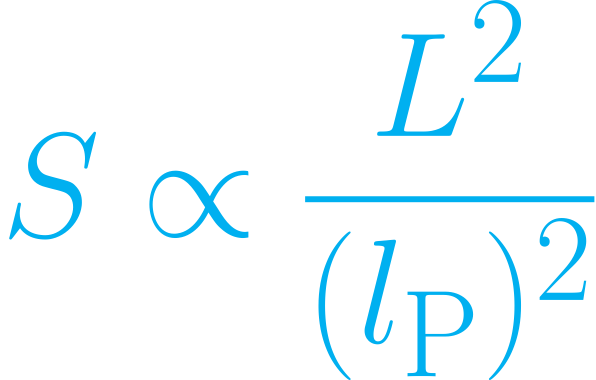 S ∝ L² / (l_P)²